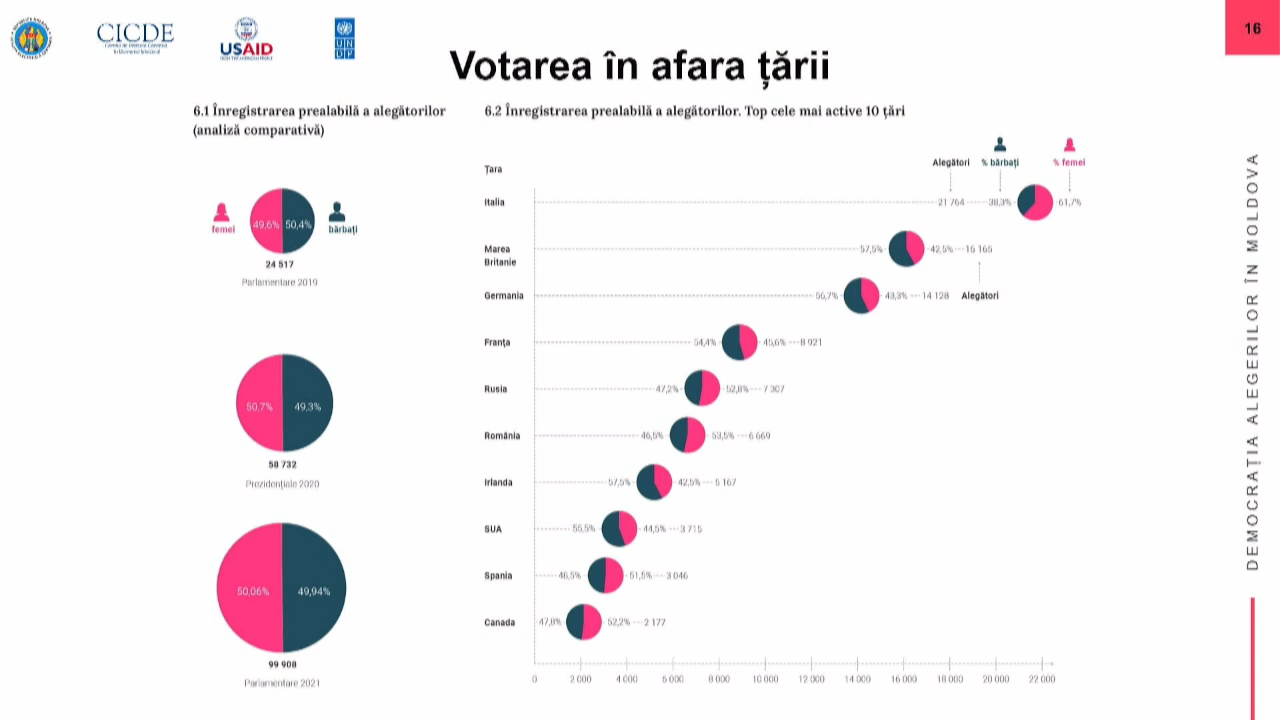 CICDE
USAID
UN
DP
16
Votarea în afara țării
6.1 Înregistrarea prealabilă a alegătorilor
(analiză comparativă)
femei
49,6%
50,4%
bărbați
24 517
Parlamentare 2019
50,7%
49,3%
58 732
Prezidențiale 2020
50,06%
49,94%
99 908
Parlamentare 2021
6.2 Înregistrarea prealabilă a alegătorilor. Top cele mai active 10 țări
Țara
Alegători
% bărbați
% femei
Italia 21 764 38,3% 61,7%
Marea
Britanie
57,5% 42,5% 16 165
Germania 56,7% 43,3% 14 128 Alegători
Franța 54,4% 45,6% 8 921
Rusia 47,2% 52,8% 7 307
România 46,5% 53,5% 6 669
Irlanda 57,5% 42,5% 5 167
SUA 55,5% 44,5% 3 715
Spania 46,5% 51,5% 3 046
Canada 47,8% 52,2% 2 177
0 2 000 4 000 6 000 8 000 10 000 12 000 14 000 16 000 18 000 20 000 22 000
DEMOCRAȚIA ALEGERILOR ÎN MOLDOVA